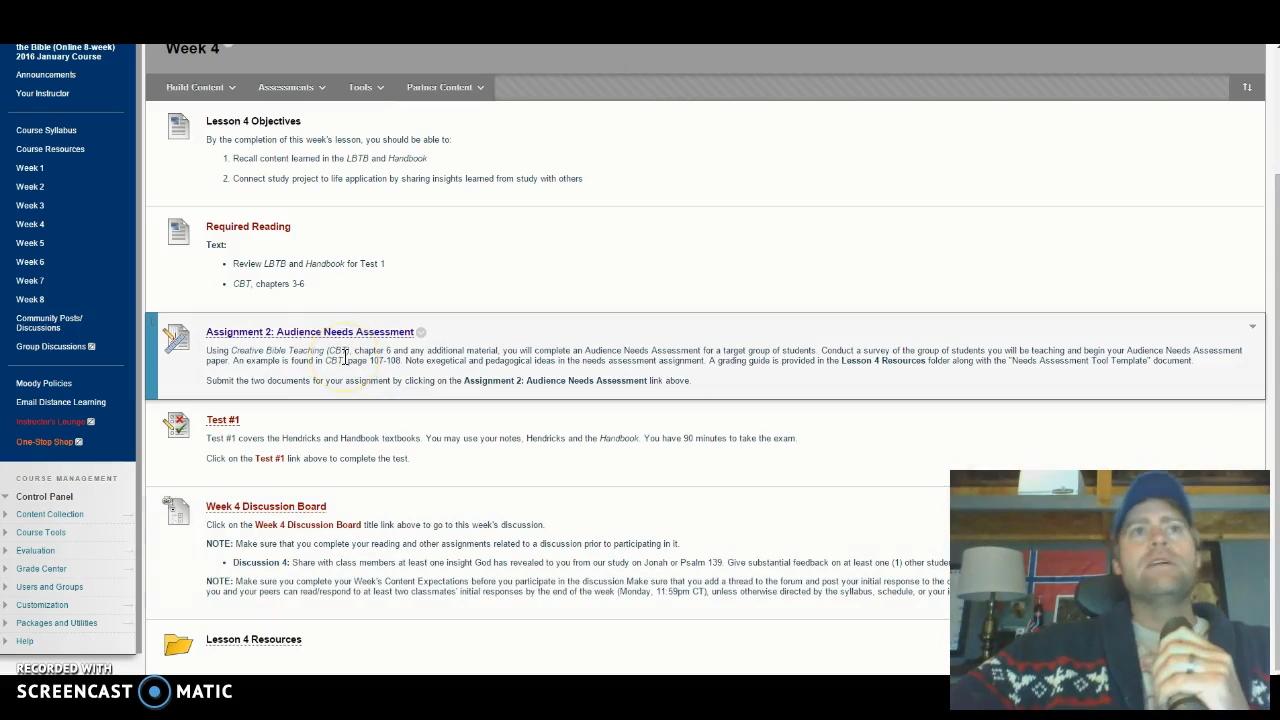 the Bible (Online 8-week)
2016 January Course
Announcements
Your Instructor
Course Syllabus
Course Resources
Week 1
Week 2
Week 3
Week 4
Week 5
Week 6
Week 7
Week 8
Community Posts/
Discussions
Group Discussions
Moody Policies
Email Distance Learning
Instructor's Lounge
One-Stop Shop
COURSE MANAGEMENT
Control Panel
Content Collection
Course Tools
Evaluation
Grade Center
Users and Groups
Customization
Packages and Utilities
Help
RECORDED WITH
SCREENCAST MATIC
Week 4
Build Content Assessments Tools Partner Content
Lesson 4 Objectives
By the completion of this week's lesson, you should be able to:
1. Recall content learned in the LBTB and Handbook
2. Connect study project to life application by sharing insights learned from study with others
Required Reading
Text:
• Review LBTB and Handbook for Test 1
• CBT, chapters 3-6
Assignment 2: Audience Needs Assessment
Using Creative Bible Teaching (CBT), chapter 6 and any additional material, you will complete an Audience Needs Assessment for a target group of students. Conduct a survey of the group of students you will be teaching and begin your Audience Needs Assessment
paper. An example is found in CBT, page 107-108. Note exegetical and pedagogical ideas in the needs assessment assignment. A grading guide is provided in the Lesson 4 Resources folder along with the "Needs Assessment Tool Template" document.
Submit the two documents for your assignment by clicking on the Assignment 2: Audience Needs Assessment link above.
Test #1
Test #1 covers the Hendricks and Handbook textbooks. You may use your notes, Hendricks and the Handbook. You have 90 minutes to take the exam.
Click on the Test #1 link above to complete the test.
Week 4 Discussion Board
Click on the Week 4 Discussion Board title link above to go to this week's discussion.
NOTE: Make sure that you complete your reading and other assignments related to a discussion prior to participating in it.
• Discussion 4: Share with class members at least one insight God has revealed to you from our study on Jonah or Psalm 139. Give substantial feedback on at least one (1) other
NOTE: Make sure you complete your Week's Content Expectations before you participate in the discussion Make sure that you add a thread to the forum and post your initial response to the
you and your peers can read/respond to at least two classmates' initial responses by the end of the week (Monday, 11:59pm CT), unless otherwise directed by the syllabus, schedule, or your
Lesson 4 Resources